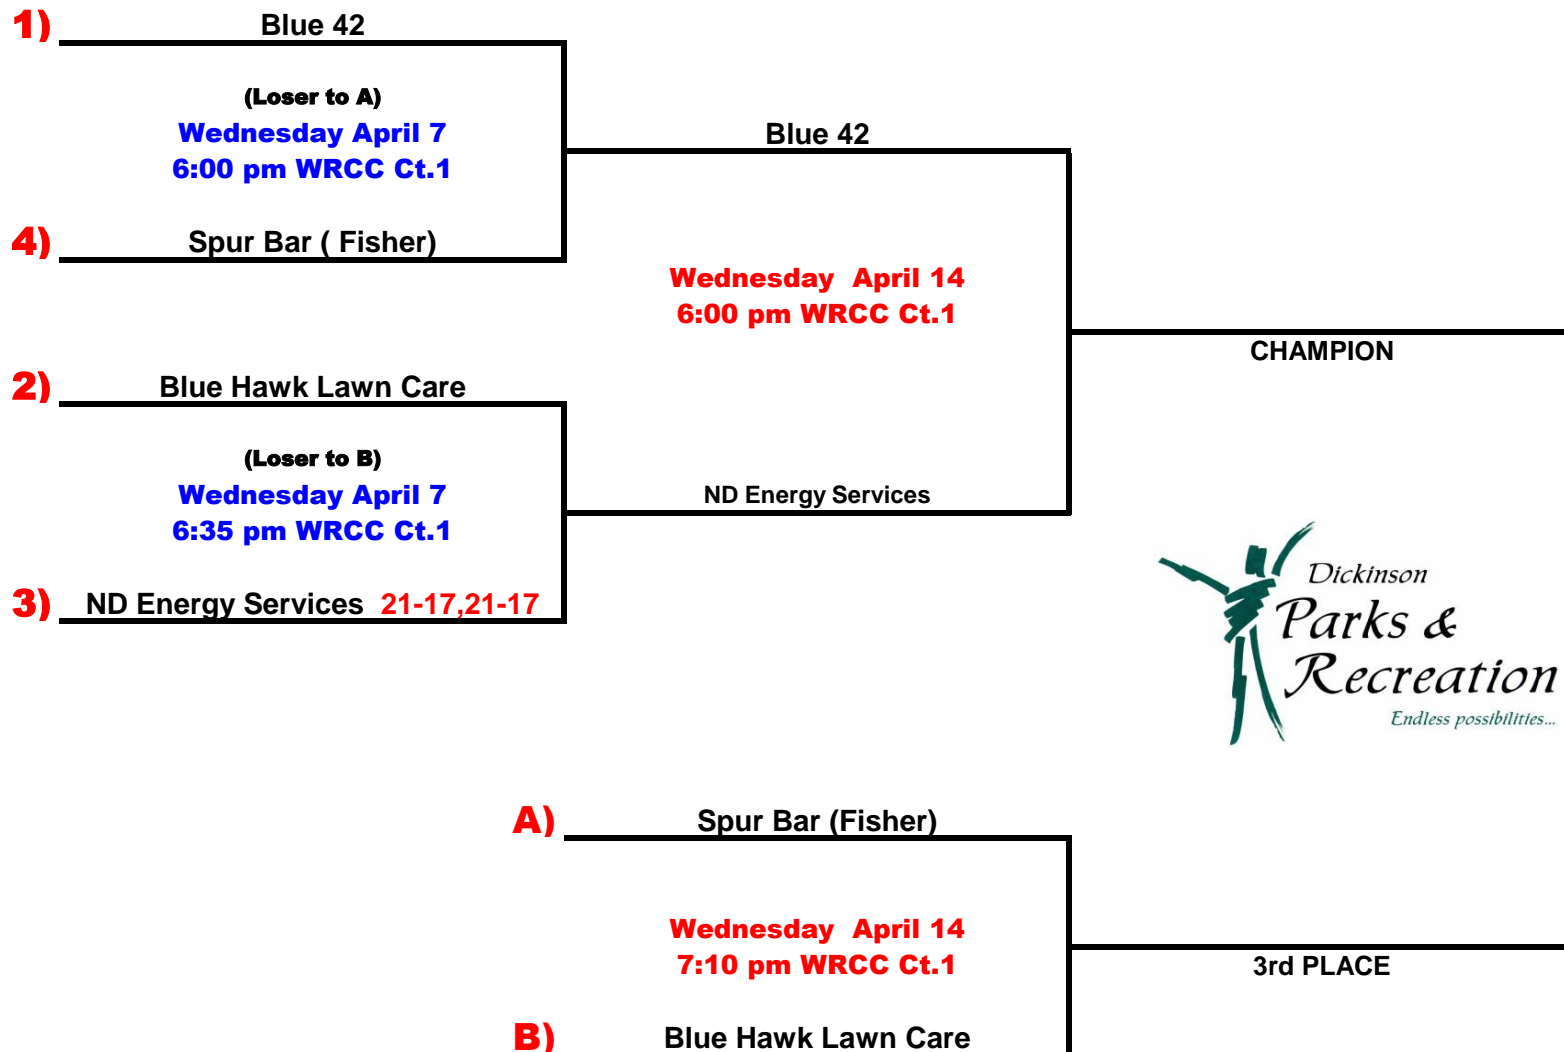 1) Blue 42
(Loser to A)
Wednesday April 7
6:00 pm WRCC Ct.1
4) Spur Bar ( Fisher)
Blue 42
Wednesday  April 14
6:00 pm WRCC Ct.1
CHAMPION
2) Blue Hawk Lawn Care
(Loser to B)
Wednesday April 7
6:35 pm WRCC Ct.1
3) ND Energy Services  21-17,21-17
ND Energy Services
Dickinson
Parks &
Recreation
Endless possibilities...
A) Spur Bar (Fisher)
Wednesday  April 14
7:10 pm WRCC Ct.1
3rd PLACE
B) Blue Hawk Lawn Care